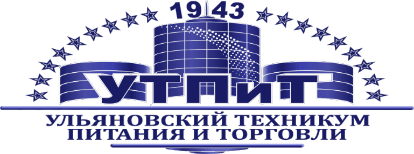 1943
УТПиТ
УЛЬЯНОВСКИЙ ТЕХНИКУМ
ПИТАНИЯ И ТОРГОВЛИ